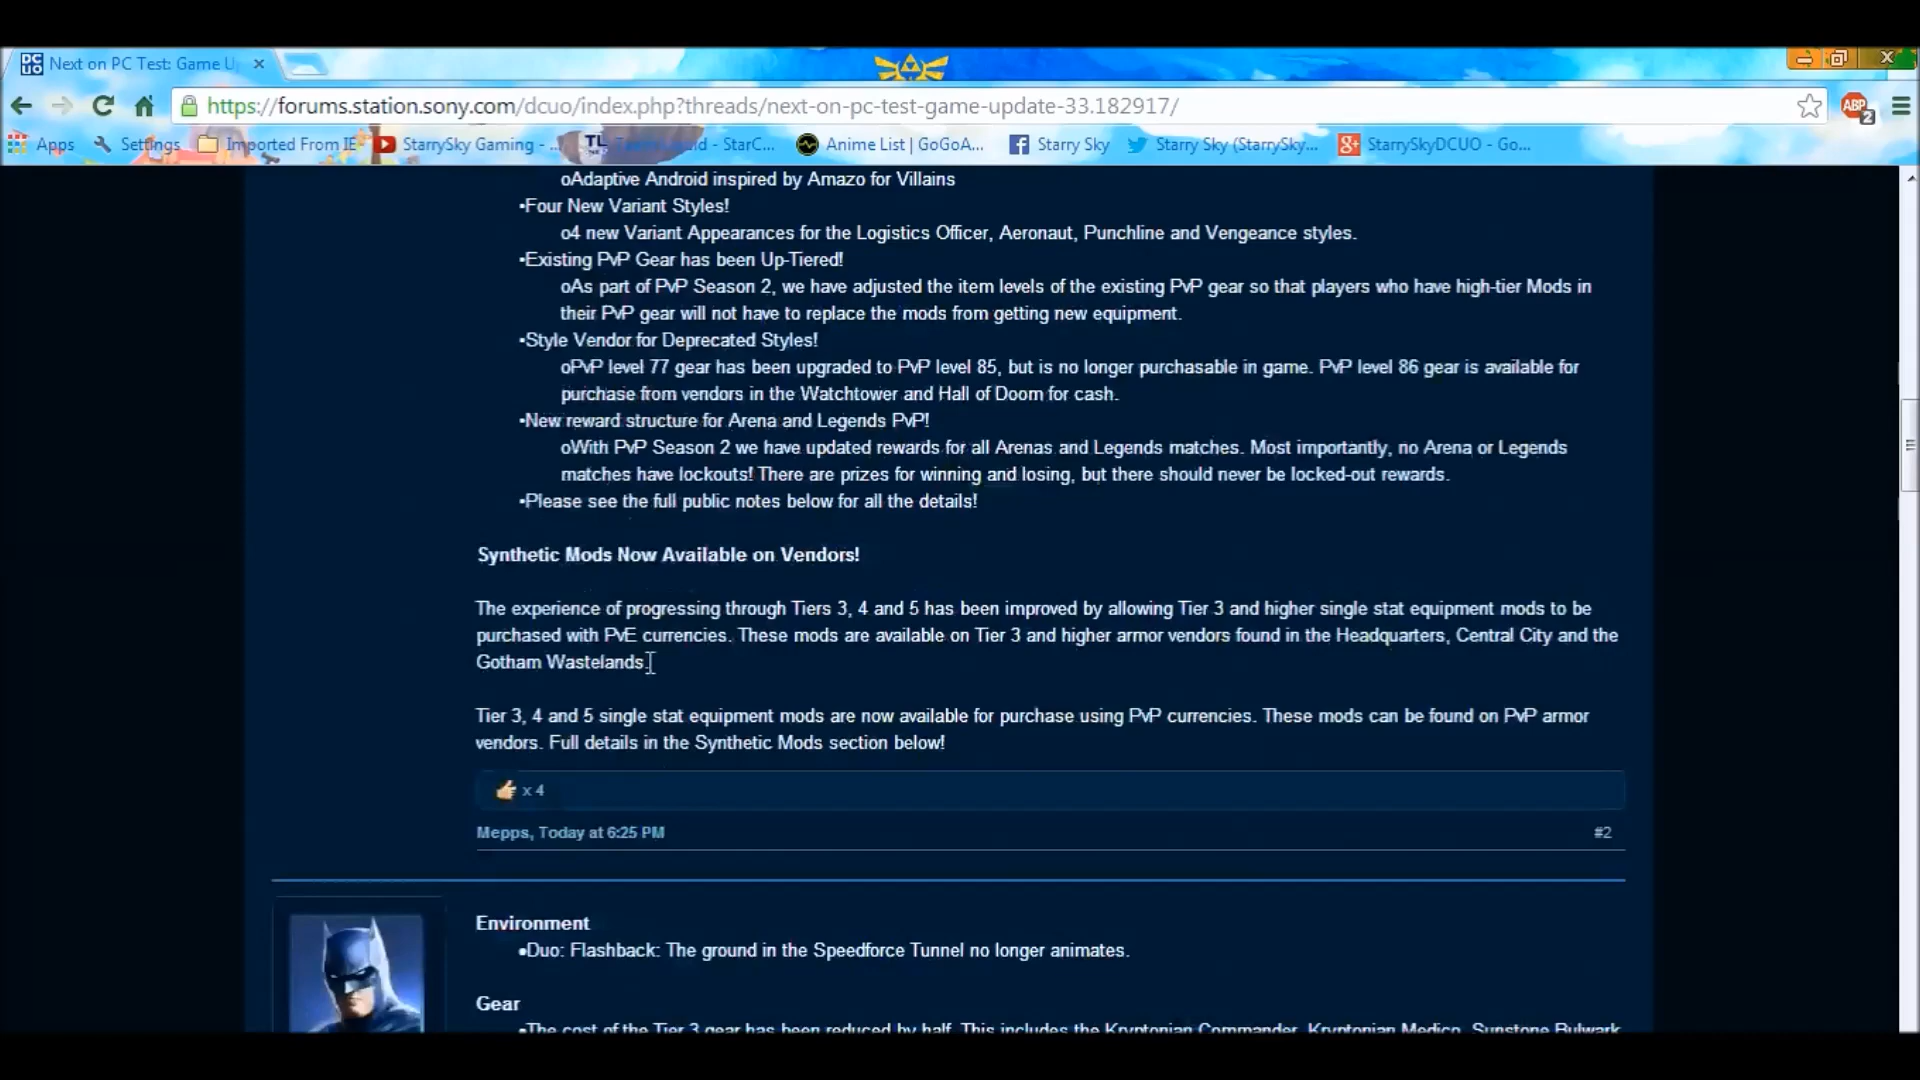 DC UO Next on PC Test: Game U
https://forums.station.sony.com/dcuo/index.php?threads/next-on-pc-test-game-update-33.182917/
ABP 2
Apps Settings Imported From IE StarrySky Gaming - ... TL StarC... Anime List | GoGoA... Starry Sky Starry Sky (StarrySky... StarrySkyDCUO - Go...
oAdaptive Android inspired by Amazo for Villains
•Four New Variant Styles!
o4 new Variant Appearances for the Logistics Officer, Aeronaut, Punchline and Vengeance styles.
•Existing PvP Gear has been Up-Tiered!
oAs part of PvP Season 2, we have adjusted the item levels of the existing PvP gear so that players who have high-tier Mods in
their PvP gear will not have to replace the mods from getting new equipment.
•Style Vendor for Deprecated Styles!
oPvP level 77 gear has been upgraded to PvP level 85, but is no longer purchasable in game. PvP level 86 gear is available for
purchase from vendors in the Watchtower and Hall of Doom for cash.
•New reward structure for Arena and Legends PvP!
oWith PvP Season 2 we have updated rewards for all Arenas and Legends matches. Most importantly, no Arena or Legends
matches have lockouts! There are prizes for winning and losing, but there should never be locked-out rewards.
•Please see the full public notes below for all the details!
Synthetic Mods Now Available on Vendors!
The experience of progressing through Tiers 3, 4 and 5 has been improved by allowing Tier 3 and higher single stat equipment mods to be
purchased with PvE currencies. These mods are available on Tier 3 and higher armor vendors found in the Headquarters, Central City and the
Gotham Wastelands.
Tier 3, 4 and 5 single stat equipment mods are now available for purchase using PvP currencies. These mods can be found on PvP armor
vendors. Full details in the Synthetic Mods section below!
x 4
Mepps, Today at 6:25 PM #2
Environment
•Duo: Flashback: The ground in the Speedforce Tunnel no longer animates.
Gear
•The cost of the Tier 3 gear has been reduced by half. This includes the Kryptonian Commander, Kryptonian Medico, Sunstone Bulwark